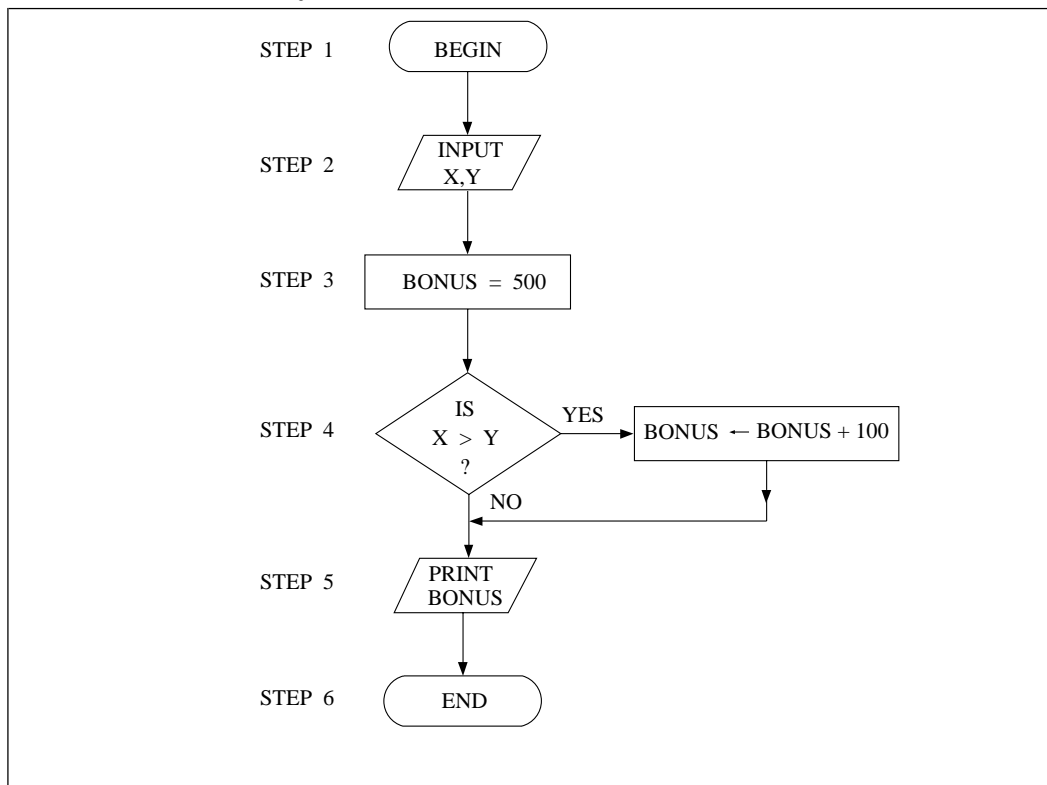 STEP 1
BEGIN
STEP 2
INPUT
X,Y
STEP 3
BONUS = 500
STEP 4
IS
X > Y
?
YES
BONUS ← BONUS + 100
NO
STEP 5
PRINT
BONUS
STEP 6
END